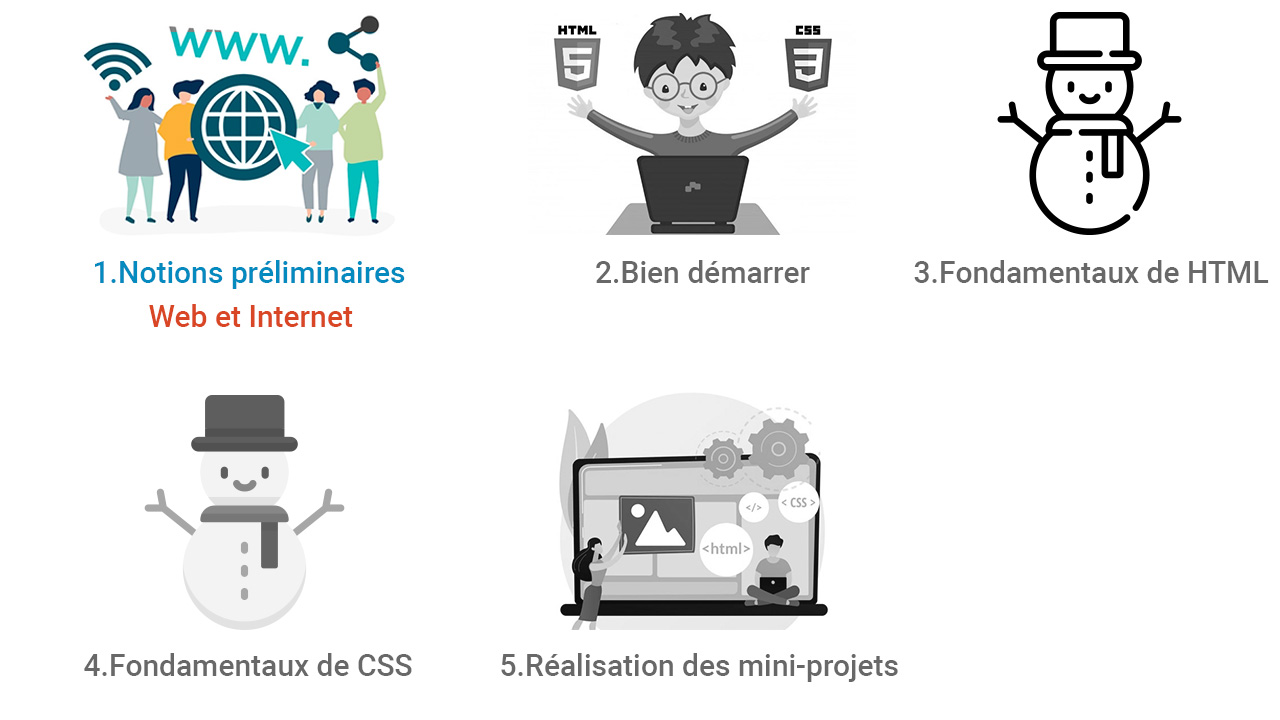 www.
HTML
5
CSS
3
1.Notions préliminaires
Web et Internet
2.Bien démarrer
3.Fondamentaux de HTML
</>
< CSS >
<html>
4.Fondamentaux de CSS
5.Réalisation des mini-projets